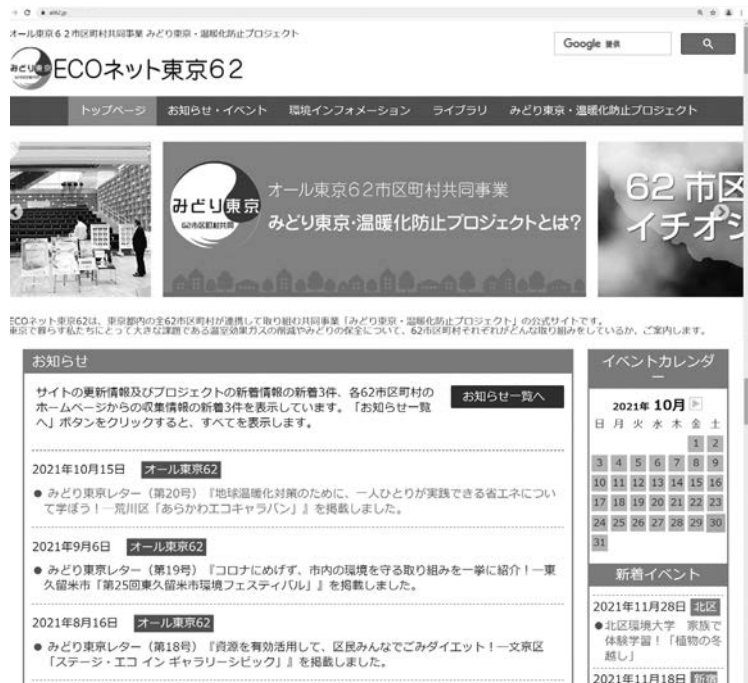 オール東京62市区町村共同事業 みどり東京・温暖化防止プロジェクト
Google 提供
みどり東京
ECOネット東京62
トップページ
お知らせ・イベント
環境インフォメーション
ライブラリ
みどり東京・温暖化防止プロジェクト
みどり東京
62市区町村共同
オール東京62市区町村共同事業
みどり東京・温暖化防止プロジェクトとは?
62 市区
イチオシ
ECOネット東京62は、東京都内の全62市区町村が連携して取り組む共同事業「みどり東京・温暖化防止プロジェクト」の公式サイトです。
東京で暮らす私たちにとって大きな課題である温室効果ガスの削減やみどりの保全について、62市区町村それぞれがどんな取り組みをしているか、ご案内します。
お知らせ
サイトの更新情報及びプロジェクトの新着情報の新着3件、各62市区町村の
ホームページからの収集情報の新着3件を表示しています。「お知らせ一覧
へ」ボタンをクリックすると、すべてを表示します。
お知らせ一覧へ
2021年10月15日 オール東京62
● みどり東京レター（第20号）『地球温暖化対策のために、一人ひとりが実践できる省エネについ
て学ぼう！―荒川区「あらかわエコキャラバン」』を掲載しました。
2021年9月6日 オール東京62
● みどり東京レター（第19号）『コロナにめげず、市内の環境を守る取り組みを一挙に紹介！―東
久留米市「第25回東久留米市環境フェスティバル」』を掲載しました。
2021年8月16日 オール東京62
● みどり東京レター（第18号）『資源を有効活用して、区民みんなでごみダイエット！―文京区
「ステージ・エコ イン ギャラリーシビック」』を掲載しました。
イベントカレンダ
ー
2021年 10月
日 月 火 水 木 金 土
1 2
3 4 5 6 7 8 9
10 11 12 13 14 15 16
17 18 19 20 21 22 23
24 25 26 27 28 29 30
31
新着イベント
2021年11月28日 北区
●北区環境大学 家族で
体験学習！「植物の冬
越し」
2021年11月18日 新宿